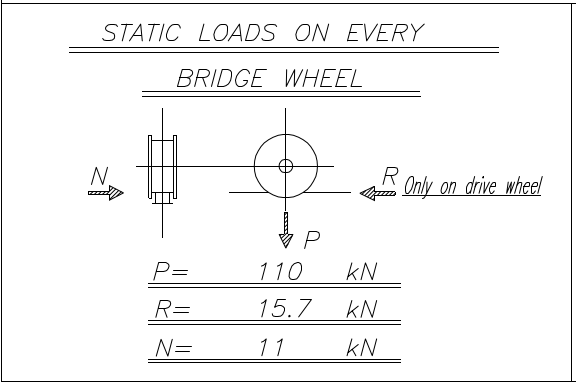 STATIC LOADS ON EVERY
BRIDGE WHEEL
N
R Only on drive wheel
P
P= 110 kN
R= 15.7 kN
N= 11 kN